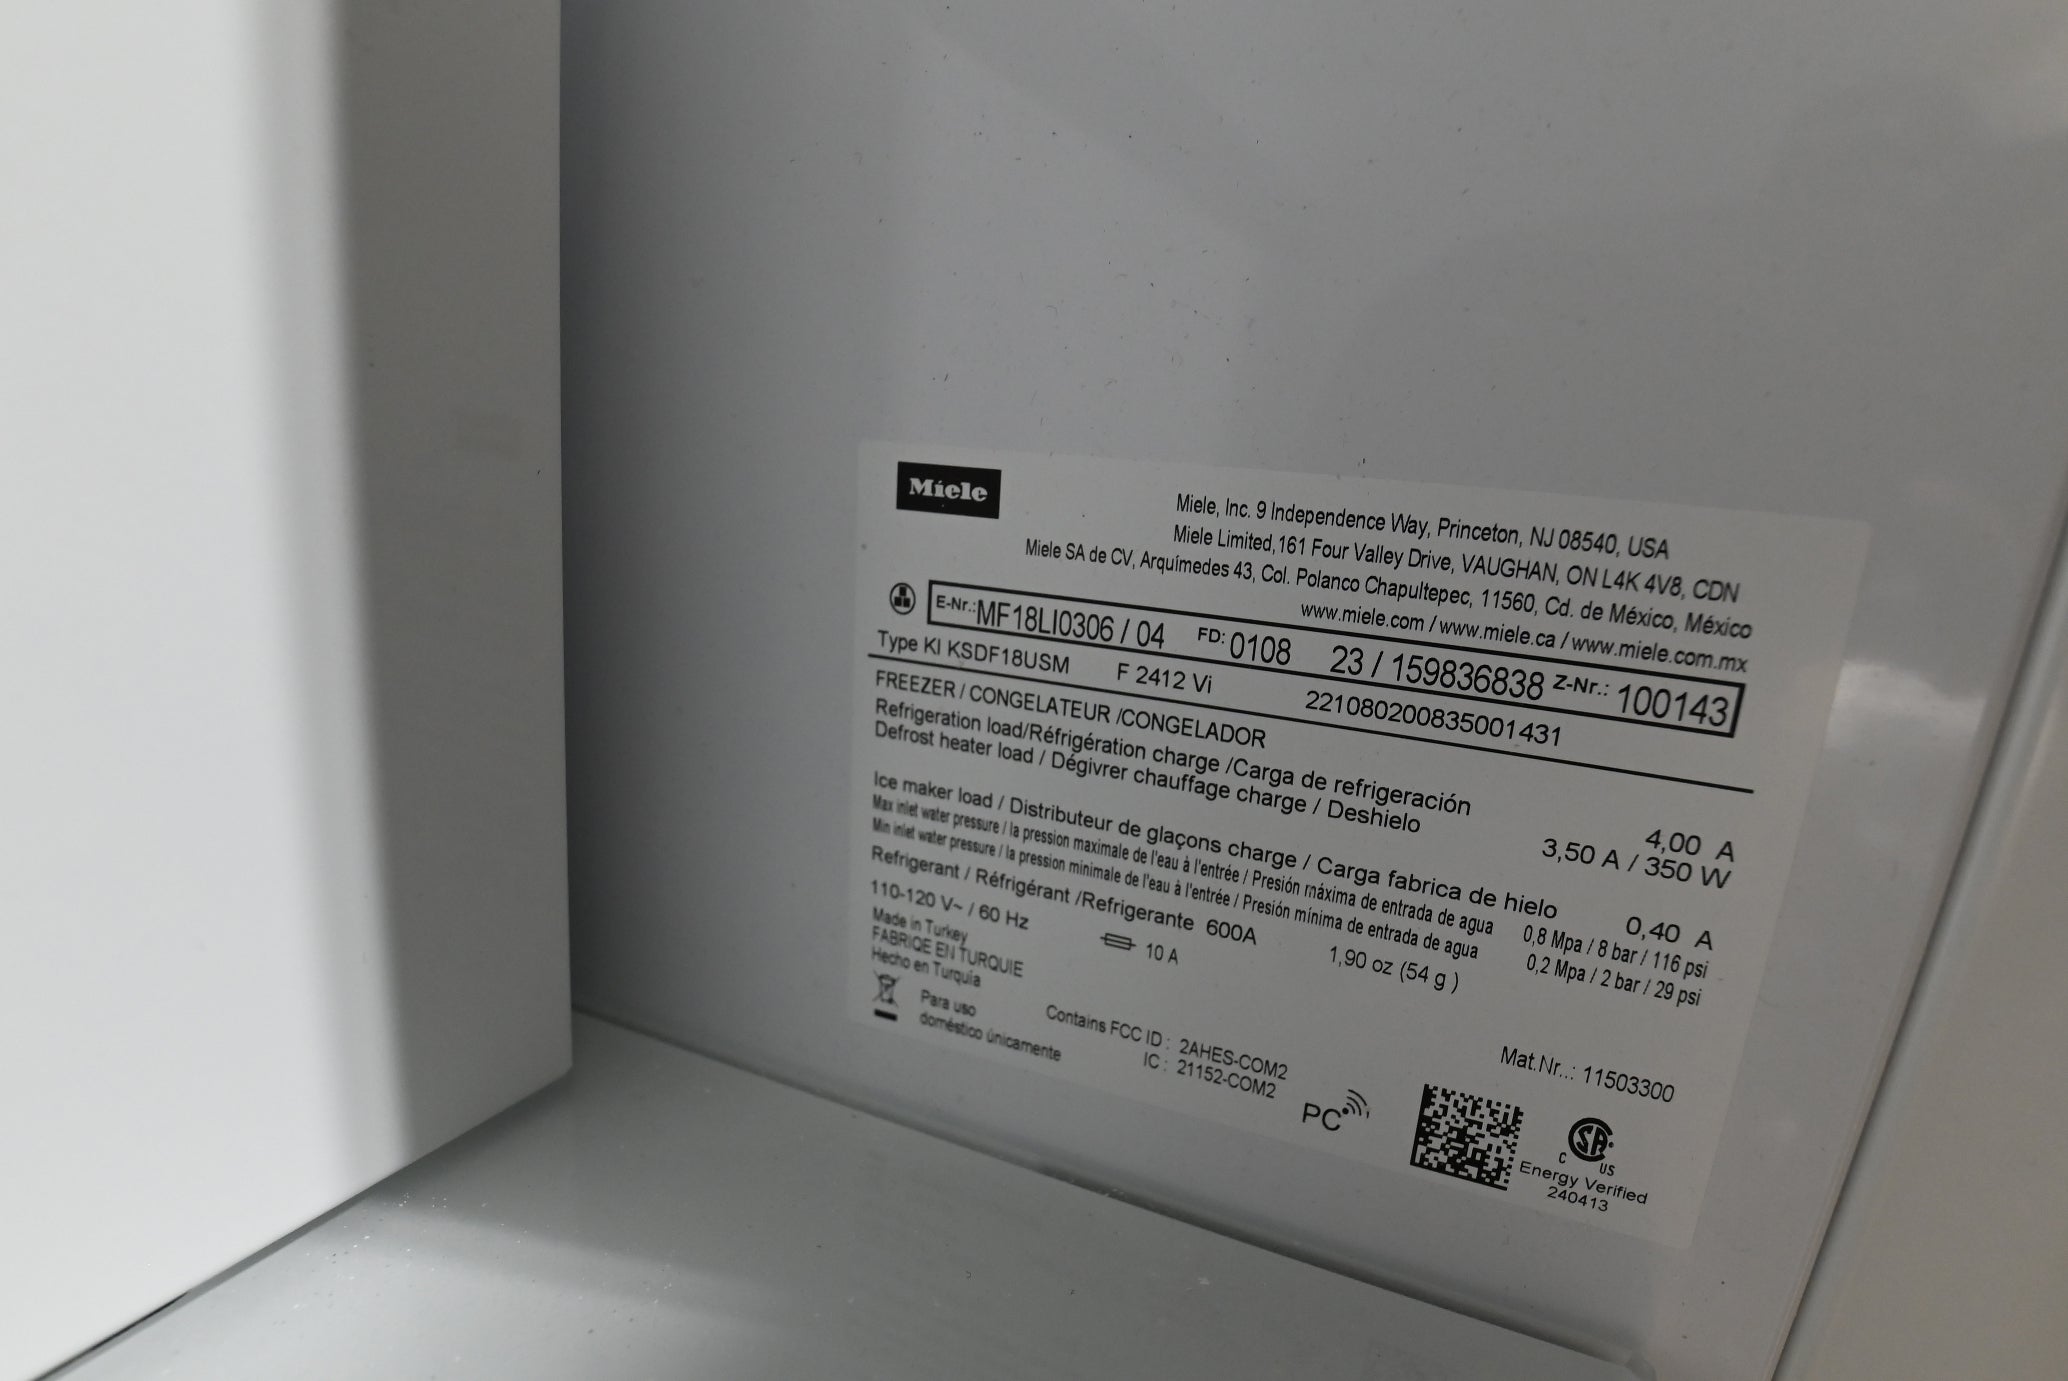 Miele
Miele, Inc. 9 Independence Way, Princeton, NJ 08540, USA
Miele Limited,161 Four Valley Drive, VAUGHAN, ON L4K 4V8, CDN
Miele SA de CV, Arquímedes 43, Col. Polanco Chapultepec, 11560, Cd. de México, México
www.miele.com / www.miele.ca / www.miele.com.mx
E-Nr.: MF18LI0306 / 04 FD: 0108 23 / 159836838 Z-Nr.: 100143
Type KI KSDF18USM F 2412 Vi 221080200835001431
FREEZER / CONGELATEUR /CONGELADOR
Refrigeration load/Réfrigération charge /Carga de refrigeración 4,00 A
Defrost heater load / Dégivrer chauffage charge / Deshielo 3,50 A / 350 W
Ice maker load / Distributeur de glaçons charge / Carga fabrica de hielo 0,40 A
Max inlet water pressure / la pression maximale de l'eau à l'entrée / Presión máxima de entrada de agua 0,8 Mpa / 8 bar / 116 psi
Min inlet water pressure / la pression minimale de l'eau à l'entrée / Presión mínima de entrada de agua 0,2 Mpa / 2 bar / 29 psi
Refrigerant / Réfrigérant /Refrigerante 600A 1,90 oz (54 g )
110-120 V~ / 60 Hz 10 A
Made in Turkey
FABRIQE EN TURQUIE
Hecho en Turquía
Para uso
doméstico únicamente
Contains FCC ID : 2AHES-COM2
IC : 21152-COM2
PC
Mat.Nr..: 11503300
C SA US
Energy Verified
240413